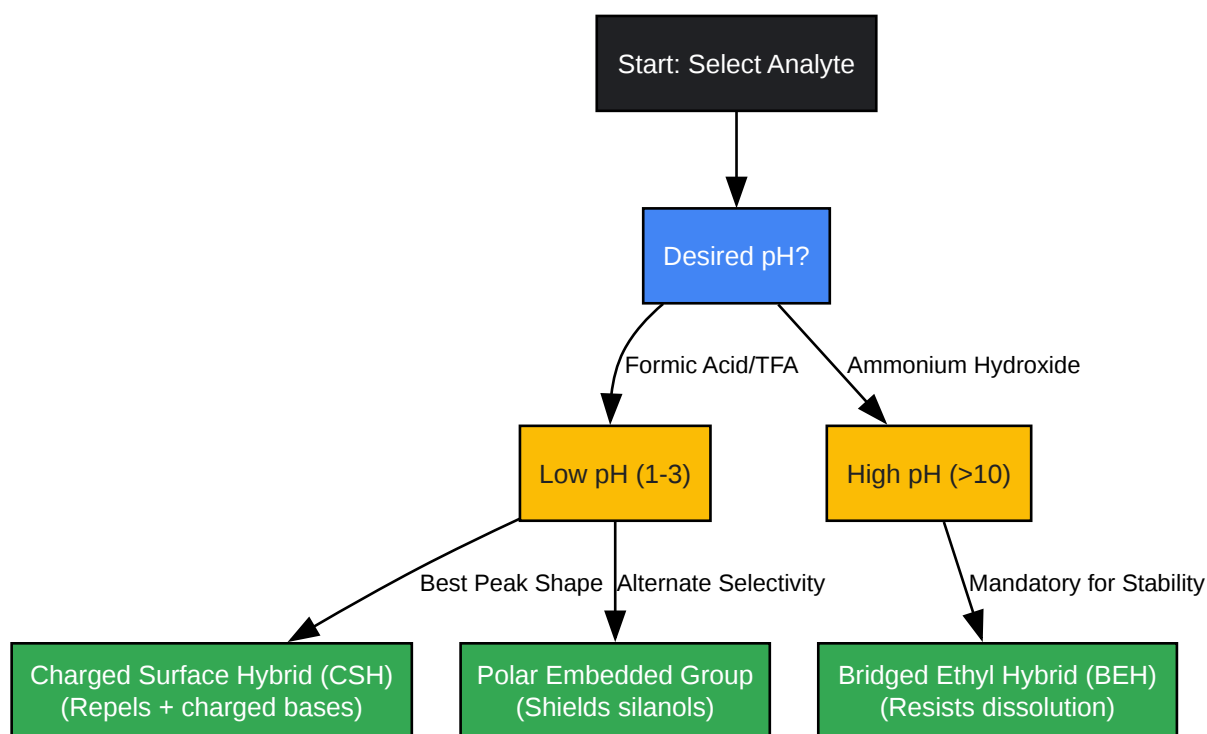 Start: Select Analyte
Desired pH?
Formic Acid/TFA
Ammonium Hydroxide
Low pH (1-3)
High pH (>10)
Best Peak Shape
Alternate Selectivity
Mandatory for Stability
Charged Surface Hybrid (CSH)
(Repels + charged bases)
Polar Embedded Group
(Shields silanols)
Bridged Ethyl Hybrid (BEH)
(Resists dissolution)